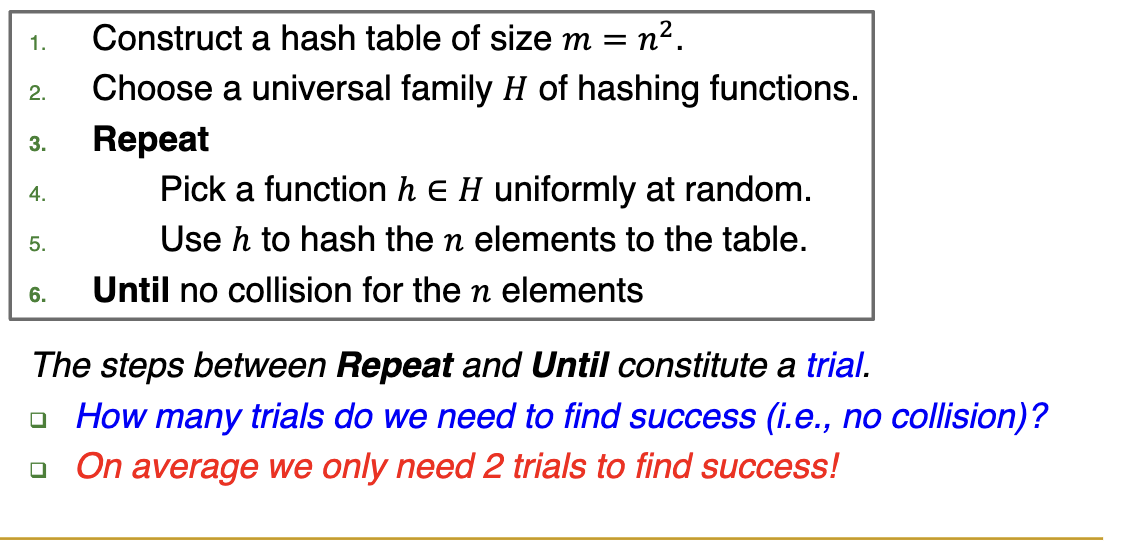 1. Construct a hash table of size m = n².
2. Choose a universal family H of hashing functions.
3. Repeat
4. Pick a function h ∈ H uniformly at random.
5. Use h to hash the n elements to the table.
6. Until no collision for the n elements
The steps between Repeat and Until constitute a trial.
❑ How many trials do we need to find success (i.e., no collision)?
❑ On average we only need 2 trials to find success!